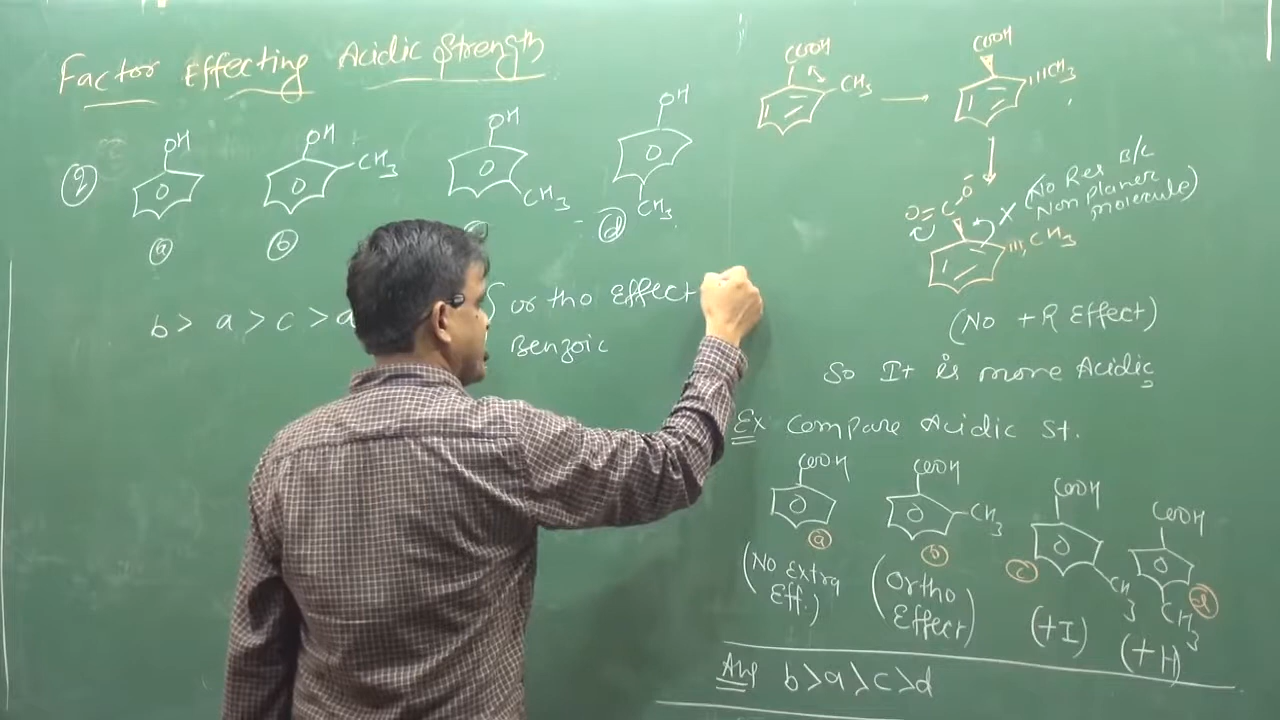 Factor Effecting Acidic Strength
q
OH OH OH OH
CH3 CH3 CH3
a b d
b > a > c >
ortho Effect
Benzoic
COOH COOH
CH3 CH3
O=C O-
X (No Res B/C
Non planer
molecule)
CH3
(No +R Effect)
So It is more Acidic
Ex Compare Acidic St.
COOH COOH COOH COOH
CH3 CH3 CH3
a b c d
(No Extra Eff.) (Ortho Effect) (+I) (+H)
Ans b>a>c>d